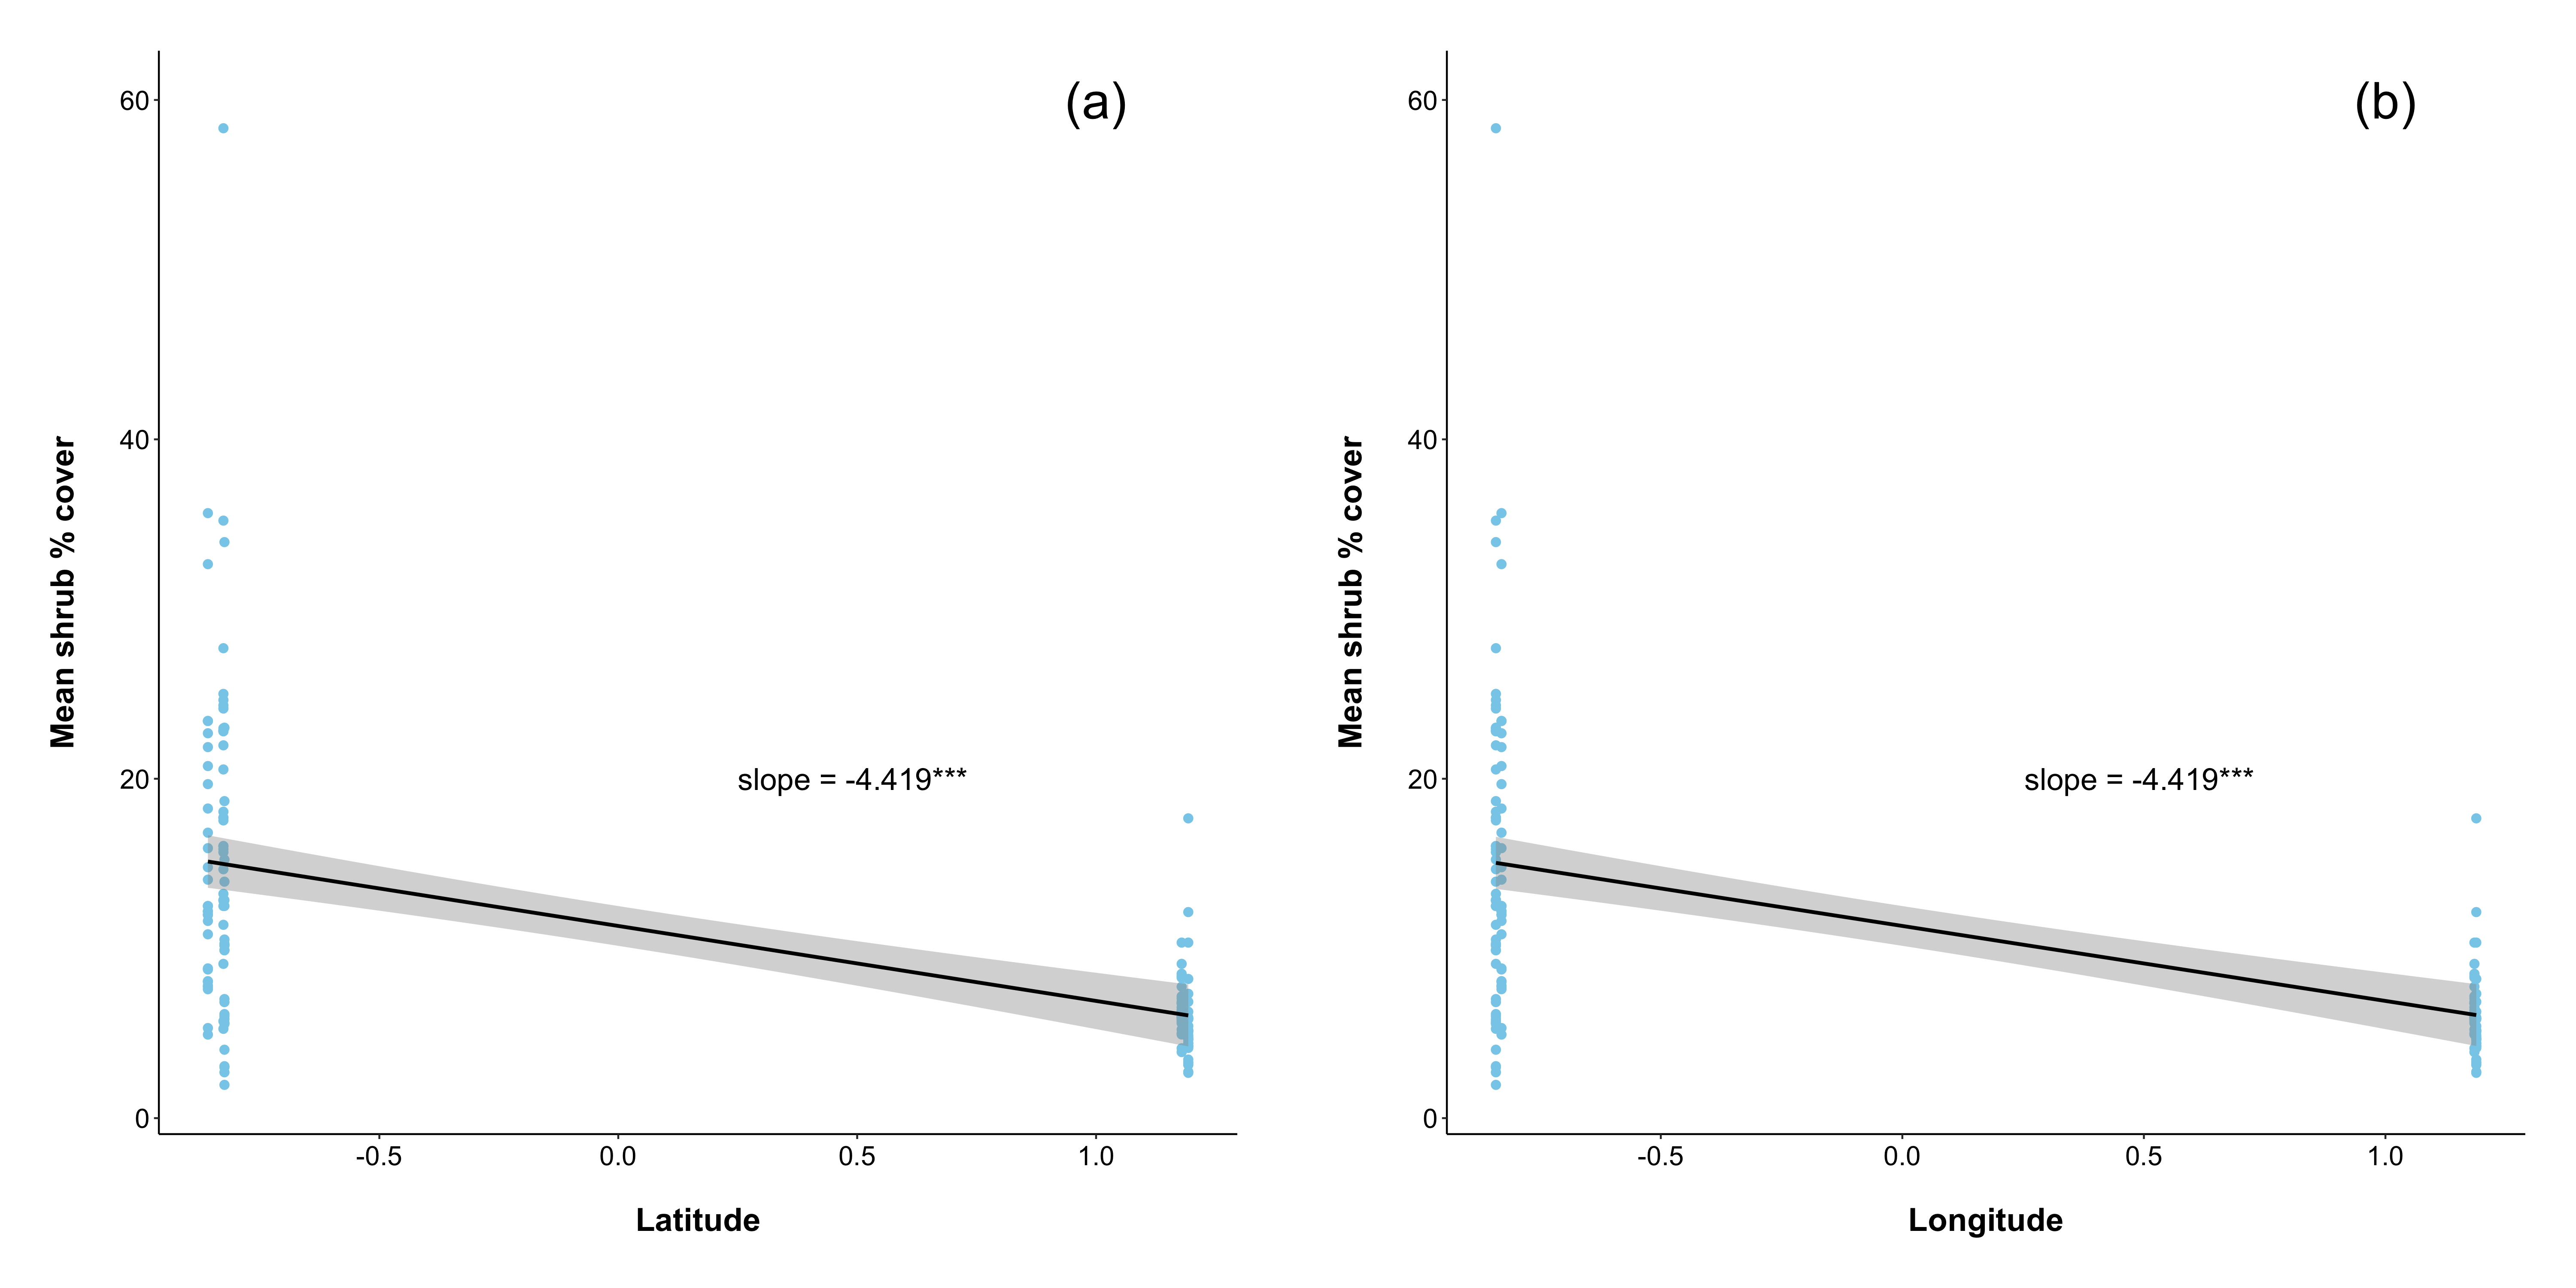 (a)
60
40
20
0
Mean shrub % cover
slope = -4.419***
-0.5 0.0 0.5 1.0
Latitude
(b)
60
40
20
0
Mean shrub % cover
slope = -4.419***
-0.5 0.0 0.5 1.0
Longitude